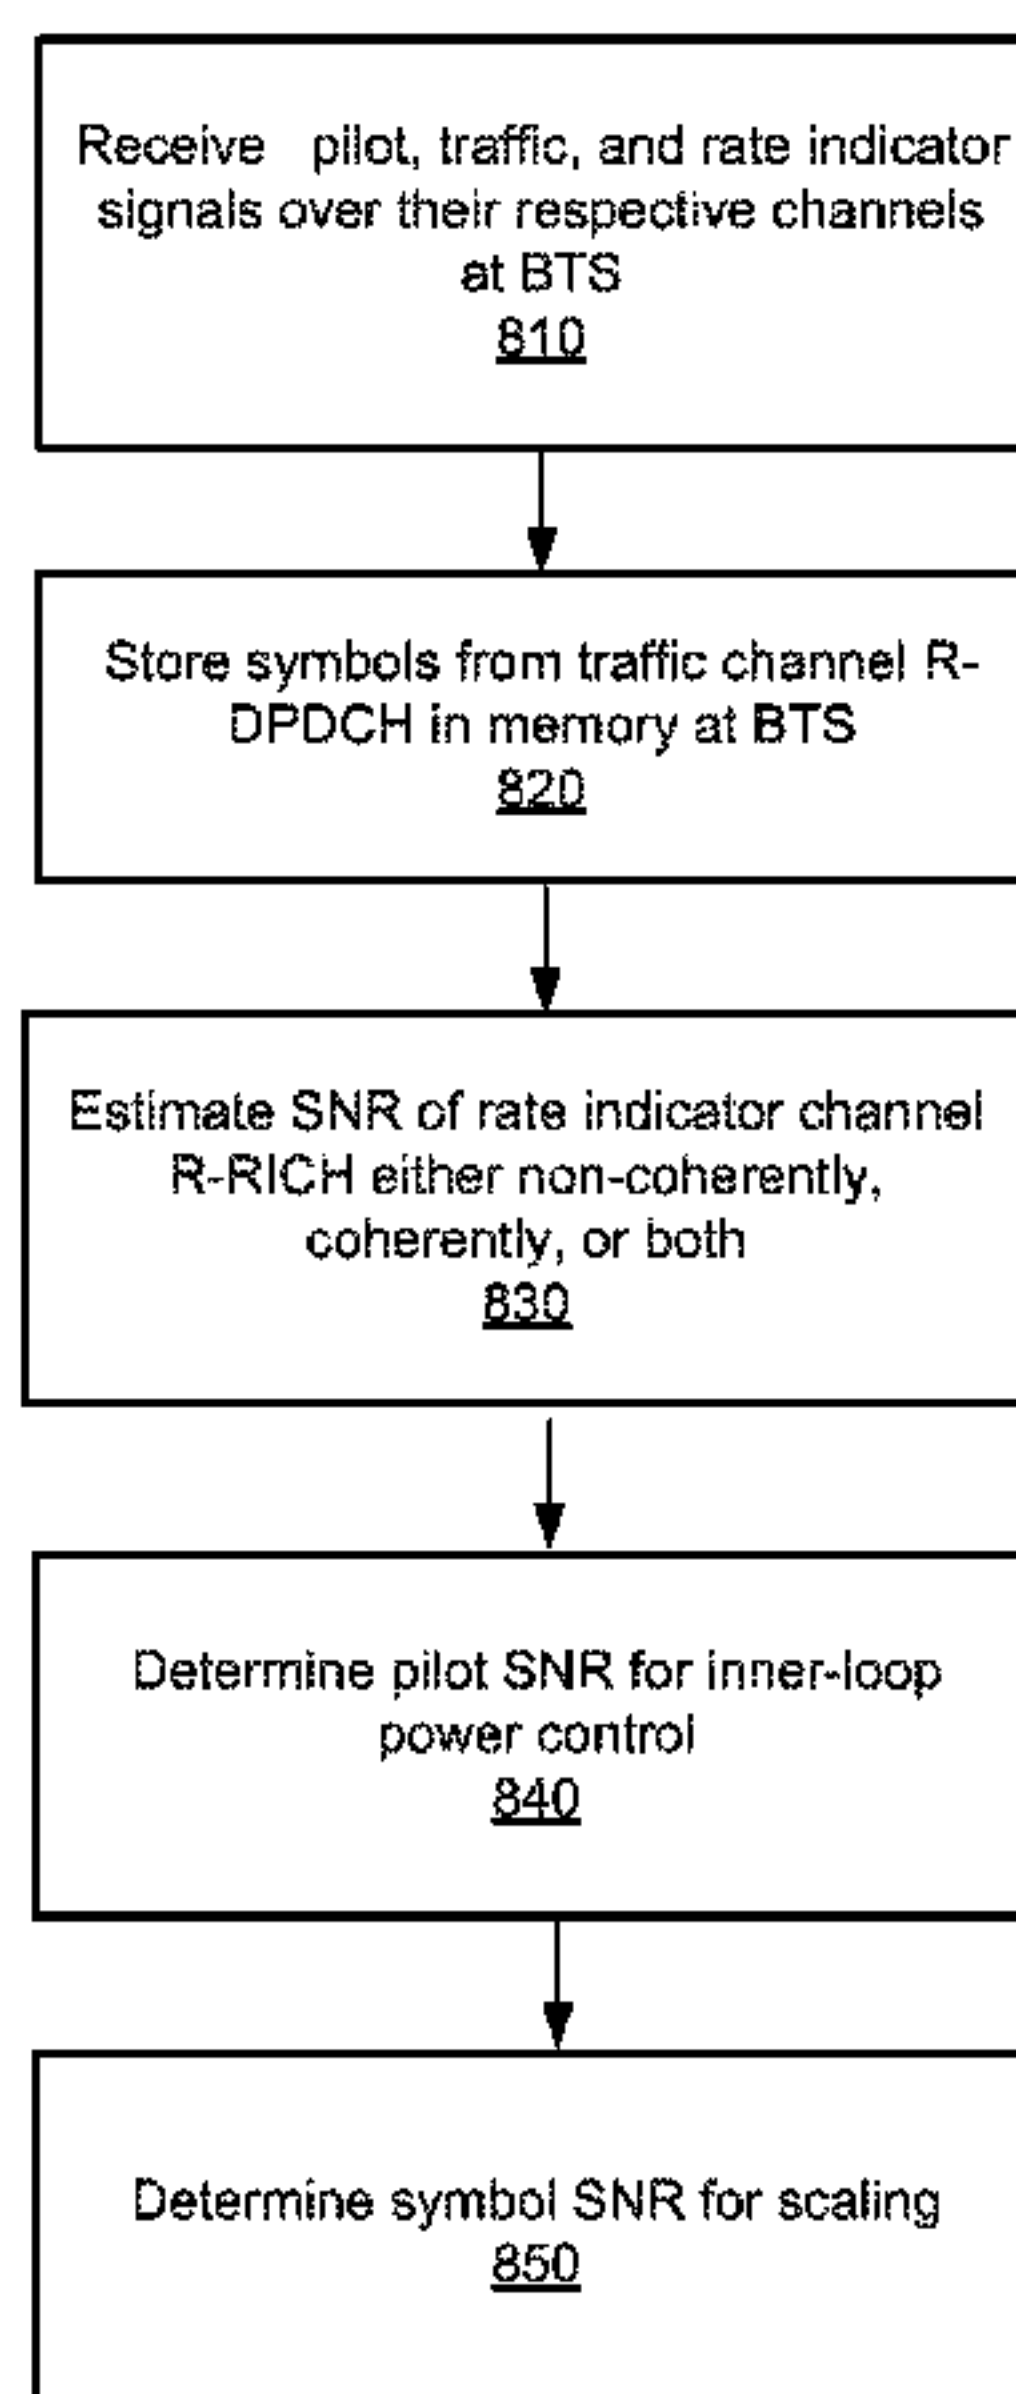 Receive pilot, traffic, and rate indicator
signals over their respective channels
at BTS
810
Store symbols from traffic channel R-
DPDCH in memory at BTS
820
Estimate SNR of rate indicator channel
R-RICH either non-coherently,
coherently, or both
830
Determine pilot SNR for inner-loop
power control
840
Determine symbol SNR for scaling
850